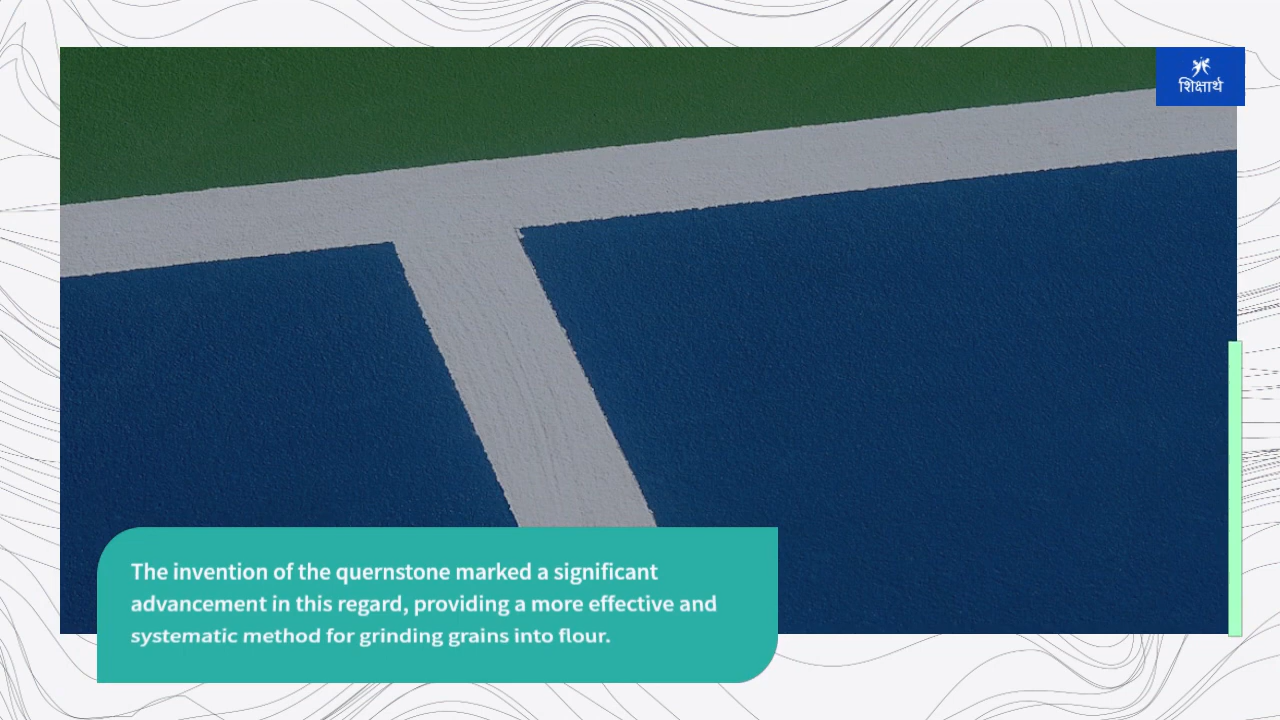 शिक्षार्थ
The invention of the quernstone marked a significant
advancement in this regard, providing a more effective and
systematic method for grinding grains into flour.